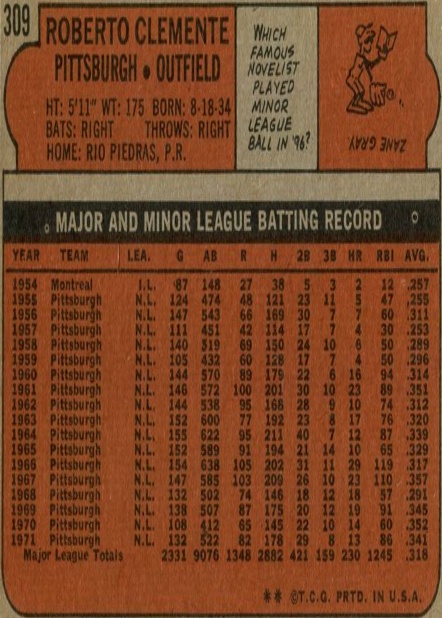 309
ROBERTO CLEMENTE
PITTSBURGH • OUTFIELD
HT: 5'11" WT: 175 BORN: 8-18-34
BATS: RIGHT THROWS: RIGHT
HOME: RIO PIEDRAS, P.R.
WHICH
FAMOUS
NOVELIST
PLAYED
MINOR
LEAGUE
BALL IN '96?
ZANE GRAY
MAJOR AND MINOR LEAGUE BATTING RECORD
YEAR TEAM LEA. G AB R H 2B 3B HR RBI AVG.
1954 Montreal I.L. 87 148 27 38 5 3 2 12 .257
1955 Pittsburgh N.L. 124 474 48 121 23 11 5 47 .255
1956 Pittsburgh N.L. 147 543 66 169 30 7 7 60 .311
1957 Pittsburgh N.L. 111 451 42 114 17 7 4 30 .253
1958 Pittsburgh N.L. 140 519 69 150 24 10 6 50 .289
1959 Pittsburgh N.L. 105 432 60 128 17 7 4 50 .296
1960 Pittsburgh N.L. 144 570 89 179 22 6 16 94 .314
1961 Pittsburgh N.L. 146 572 100 201 30 10 23 89 .351
1962 Pittsburgh N.L. 144 538 95 168 28 9 10 74 .312
1963 Pittsburgh N.L. 152 600 77 192 23 8 17 76 .320
1964 Pittsburgh N.L. 155 622 95 211 40 7 12 87 .339
1965 Pittsburgh N.L. 152 589 91 194 21 14 10 65 .329
1966 Pittsburgh N.L. 154 638 105 202 31 11 29 119 .317
1967 Pittsburgh N.L. 147 585 103 209 26 10 23 110 .357
1968 Pittsburgh N.L. 132 502 74 146 18 12 18 57 .291
1969 Pittsburgh N.L. 138 507 87 175 20 12 19 91 .345
1970 Pittsburgh N.L. 108 412 65 145 22 10 14 60 .352
1971 Pittsburgh N.L. 132 522 82 178 29 8 13 86 .341
Major League Totals 2331 9076 1348 2882 421 159 230 1245 .318
** ©T.C.G. PRTD. IN U.S.A.